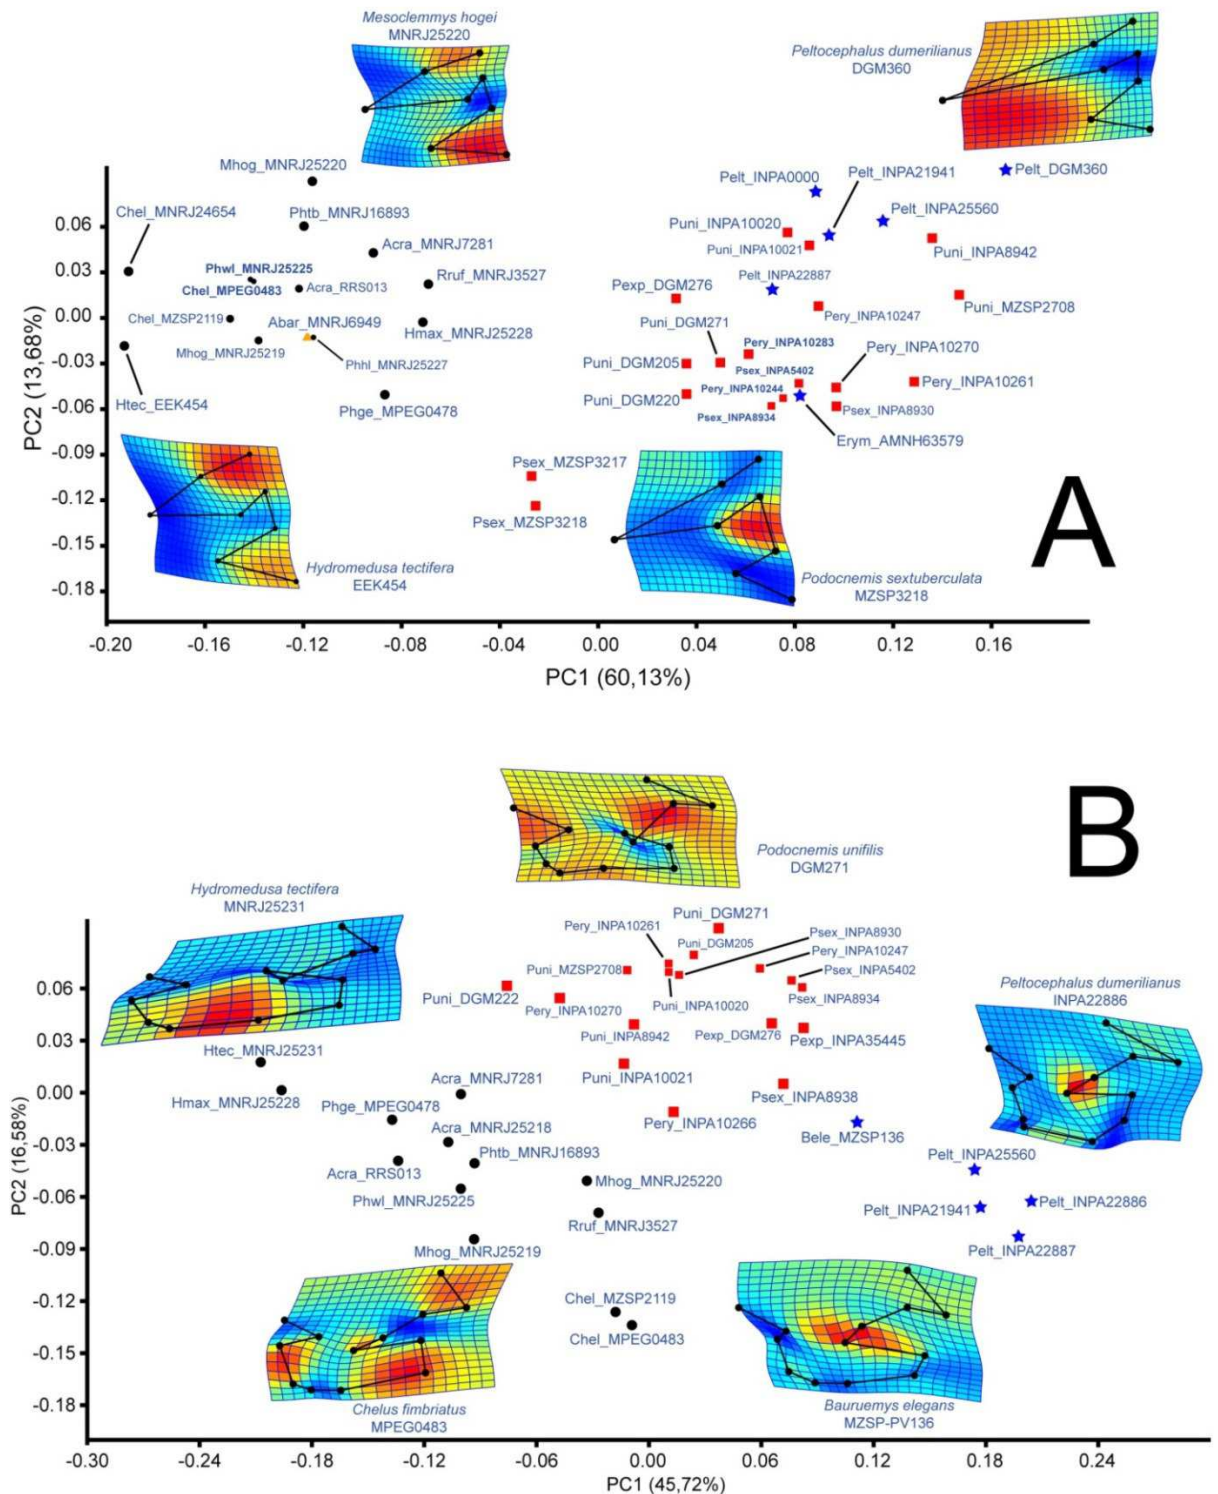 Mesoclemmys hogei
MNRJ25220
Peltocephalus dumerilianus
DGM360
Mhog_MNRJ25220
Pelt_INPA0000
Pelt_INPA21941
Pelt_DGM360
Chel_MNRJ24654
Phtb_MNRJ16893
Puni_INPA10020
Pelt_INPA25560
0.06
Acra_MNRJ7281
Puni_INPA10021
Puni_INPA8942
Phwl_MNRJ25225
Rruf_MNRJ3527
Pelt_INPA22887
0.03
Chel_MPEG0483
Acra_RRS013
Pexp_DGM276
Puni_MZSP2708
Chel_MZSP2119
Abar_MNRJ6949
Hmax_MNRJ25228
Puni_DGM271
Pery_INPA10247
0.00
Mhog_MNRJ25219
Phhl_MNRJ25227
Pery_INPA10283
Pery_INPA10270
-0.03
Puni_DGM205
Psex_INPA5402
Pery_INPA10261
Htec_EEK454
Phge_MPEG0478
Puni_DGM220
Pery_INPA10244
Psex_INPA8930
-0.06
Psex_INPA8934
Erym_AMNH63579
-0.09
Psex_MZSP3217
-0.12
Psex_MZSP3218
-0.15
Hydromedusa tectifera
EEK454
Podocnemis sextuberculata
MZSP3218
-0.18
PC2 (13,68%)
A
-0.20 -0.16 -0.12 -0.08 -0.04 0.00 0.04 0.08 0.12 0.16
PC1 (60,13%)
B
Podocnemis unifilis
DGM271
Hydromedusa tectifera
MNRJ25231
Puni_DGM271
Pery_INPA10261
Psex_INPA8930
Puni_DGM205
Pery_INPA10247
Puni_MZSP2708
Psex_INPA5402
Peltocephalus dumerilianus
INPA22886
0.06
Puni_DGM222
Pery_INPA10270
Puni_INPA10020
Psex_INPA8934
0.03
Puni_INPA8942
Pexp_DGM276
Pexp_INPA35445
Htec_MNRJ25231
Acra_MNRJ7281
Puni_INPA10021
0.00
Hmax_MNRJ25228
Phge_MPEG0478
Psex_INPA8938
Acra_MNRJ25218
Pery_INPA10266
Bele_MZSP136
-0.03
Phtb_MNRJ16893
Pelt_INPA25560
Acra_RRS013
Mhog_MNRJ25220
-0.06
Phwl_MNRJ25225
Pelt_INPA21941
Pelt_INPA22886
Rruf_MNRJ3527
-0.09
Mhog_MNRJ25219
Pelt_INPA22887
-0.12
Chel_MZSP2119
Chel_MPEG0483
-0.15
-0.18
Chelus fimbriatus
MPEG0483
Bauruemys elegans
MZSP-PV136
PC2 (16,58%)
-0.30 -0.24 -0.18 -0.12 -0.06 0.00 0.06 0.12 0.18 0.24
PC1 (45,72%)